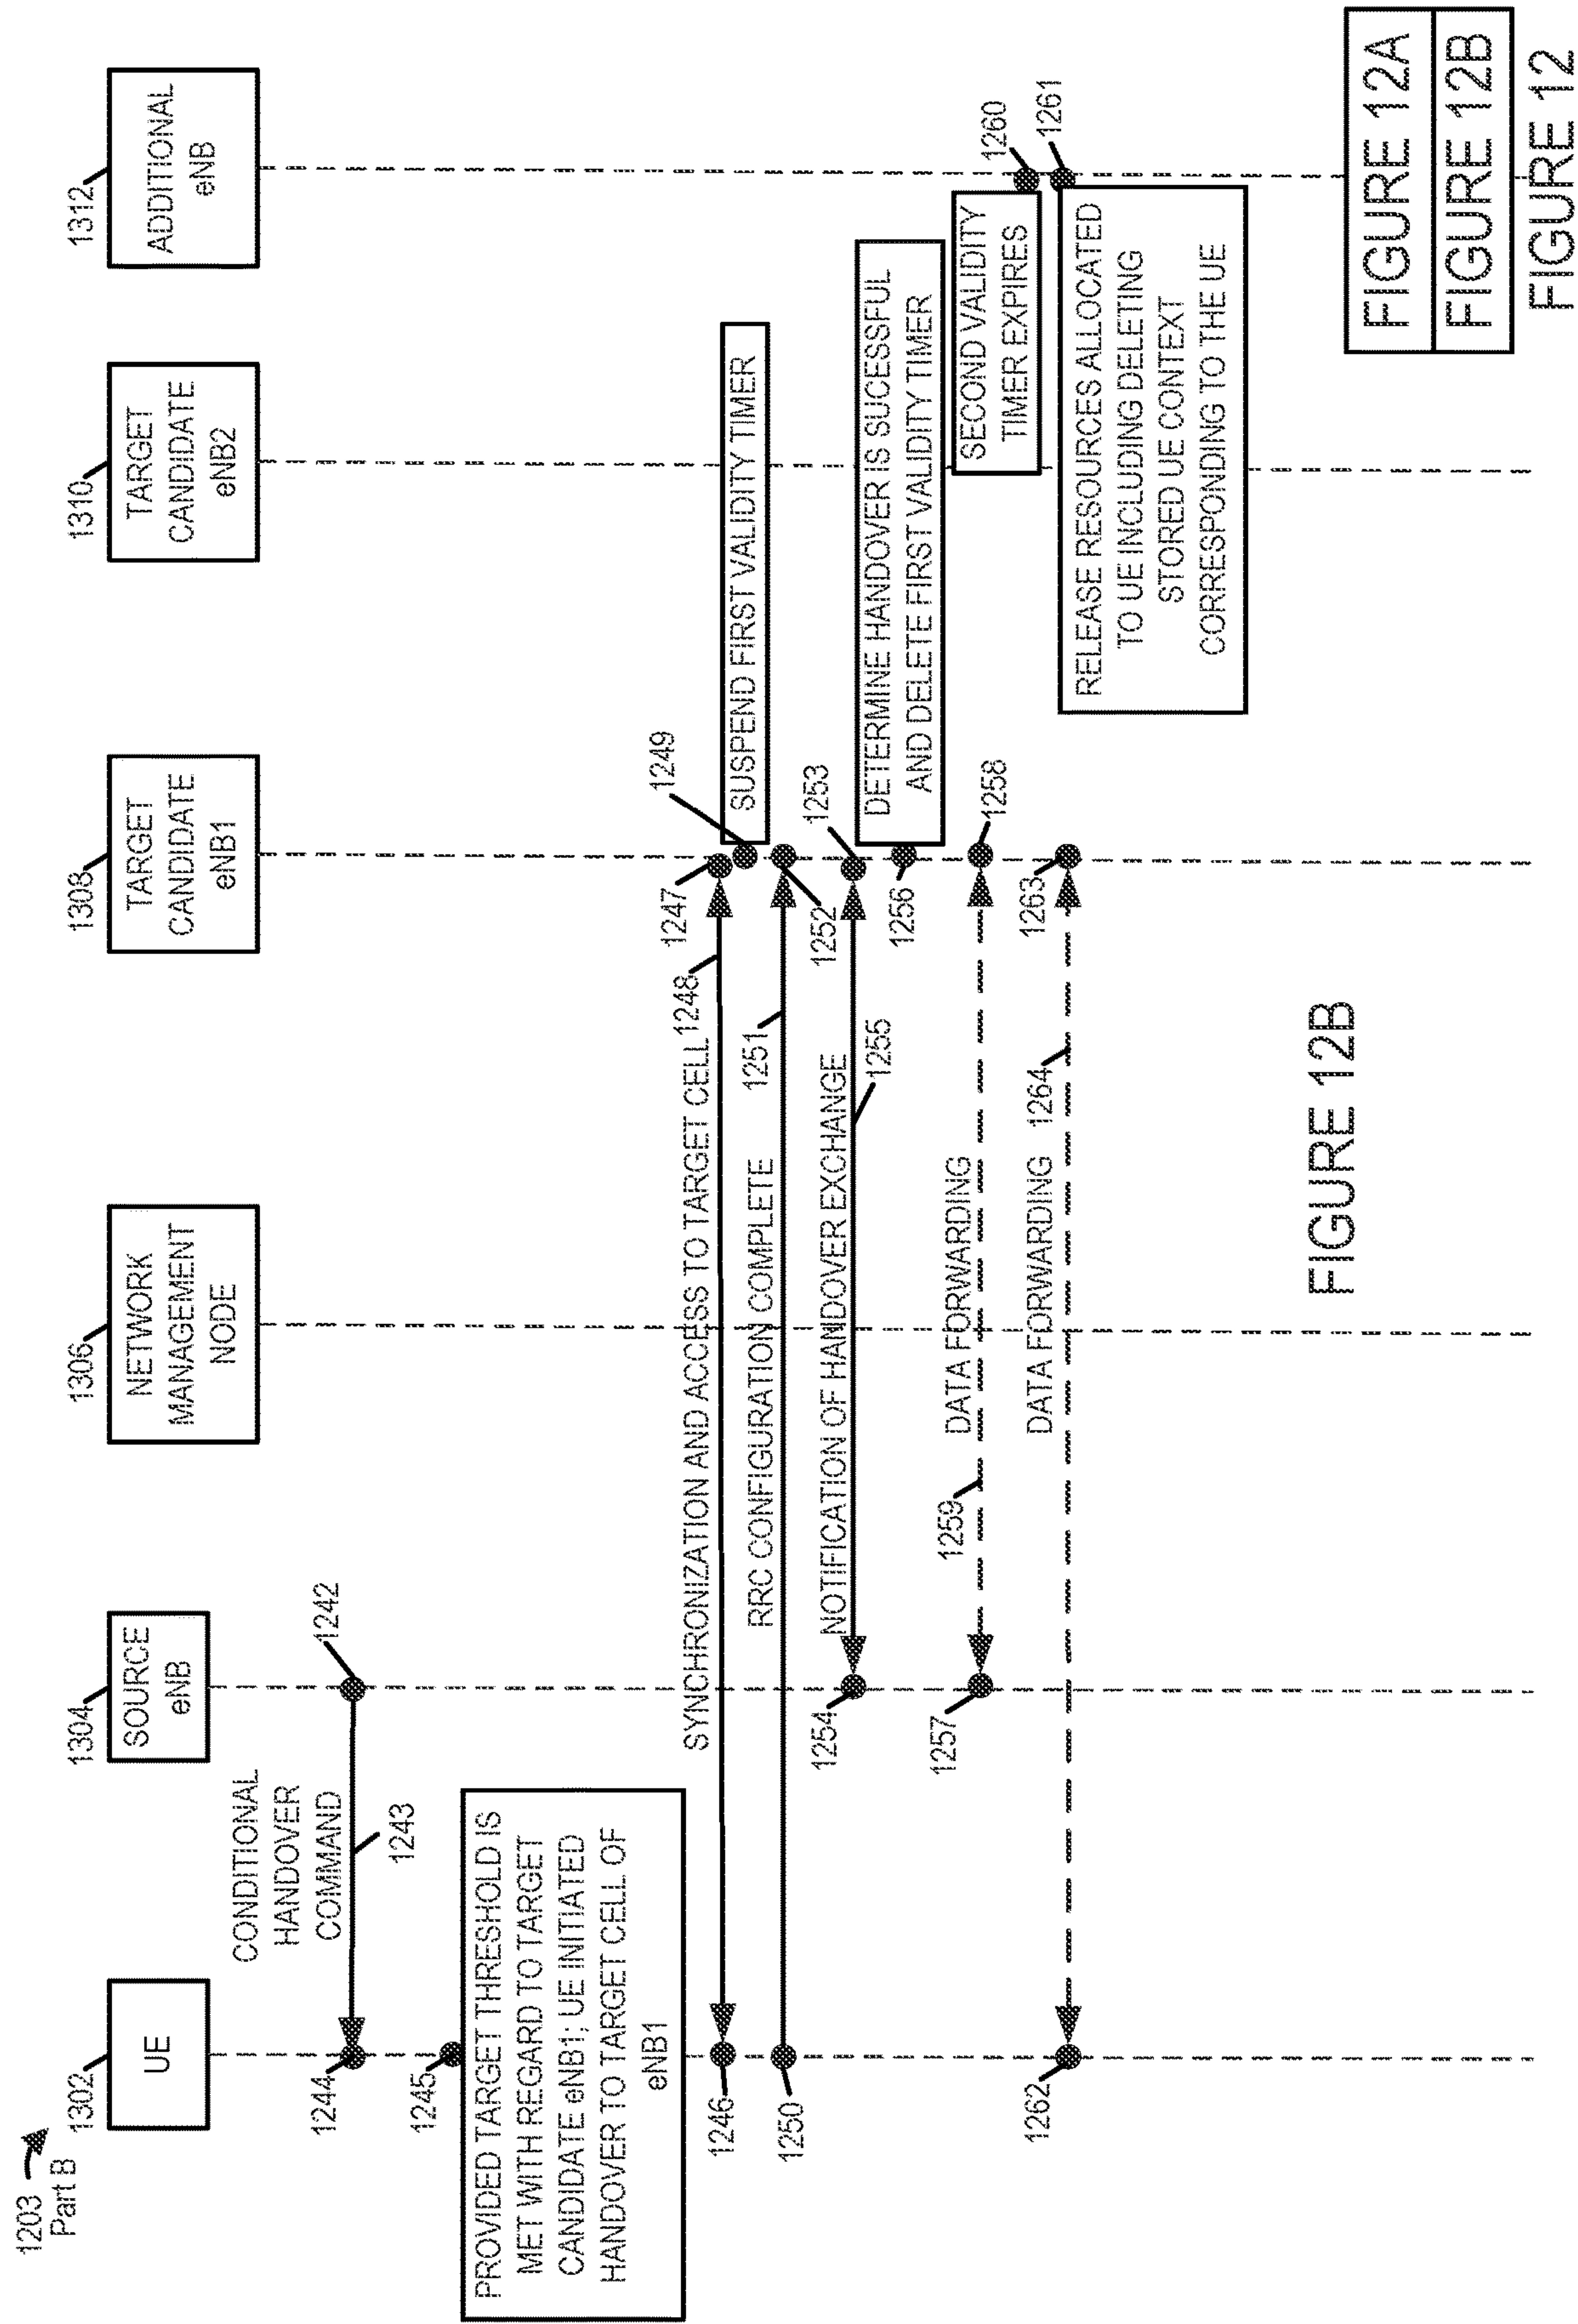 1203
Part B
1302
UE
1304
SOURCE
eNB
1306
NETWORK
MANAGEMENT
NODE
1308
TARGET
CANDIDATE
eNB1
1310
TARGET
CANDIDATE
eNB2
1312
ADDITIONAL
eNB
CONDITIONAL
HANDOVER
COMMAND
1242
1243
1244
1245
PROVIDED TARGET THRESHOLD IS
MET WITH REGARD TO TARGET
CANDIDATE eNB1; UE INITIATED
HANDOVER TO TARGET CELL OF
eNB1
SYNCHRONIZATION AND ACCESS TO TARGET CELL
1248
1247
1246
1249
SUSPEND FIRST VALIDITY TIMER
RRC CONFIGURATION COMPLETE
1251
1250
1252
1253
NOTIFICATION OF HANDOVER EXCHANGE
1255
1254
DETERMINE HANDOVER IS SUCESSFUL
AND DELETE FIRST VALIDITY TIMER
1256
DATA FORWARDING
1259
1257
1258
SECOND VALIDITY
TIMER EXPIRES
1260
1261
DATA FORWARDING
1264
1262
1263
RELEASE RESOURCES ALLOCATED
TO UE INCLUDING DELETING
STORED UE CONTEXT
CORRESPONDING TO THE UE
FIGURE 12B
FIGURE 12A
FIGURE 12B
FIGURE 12